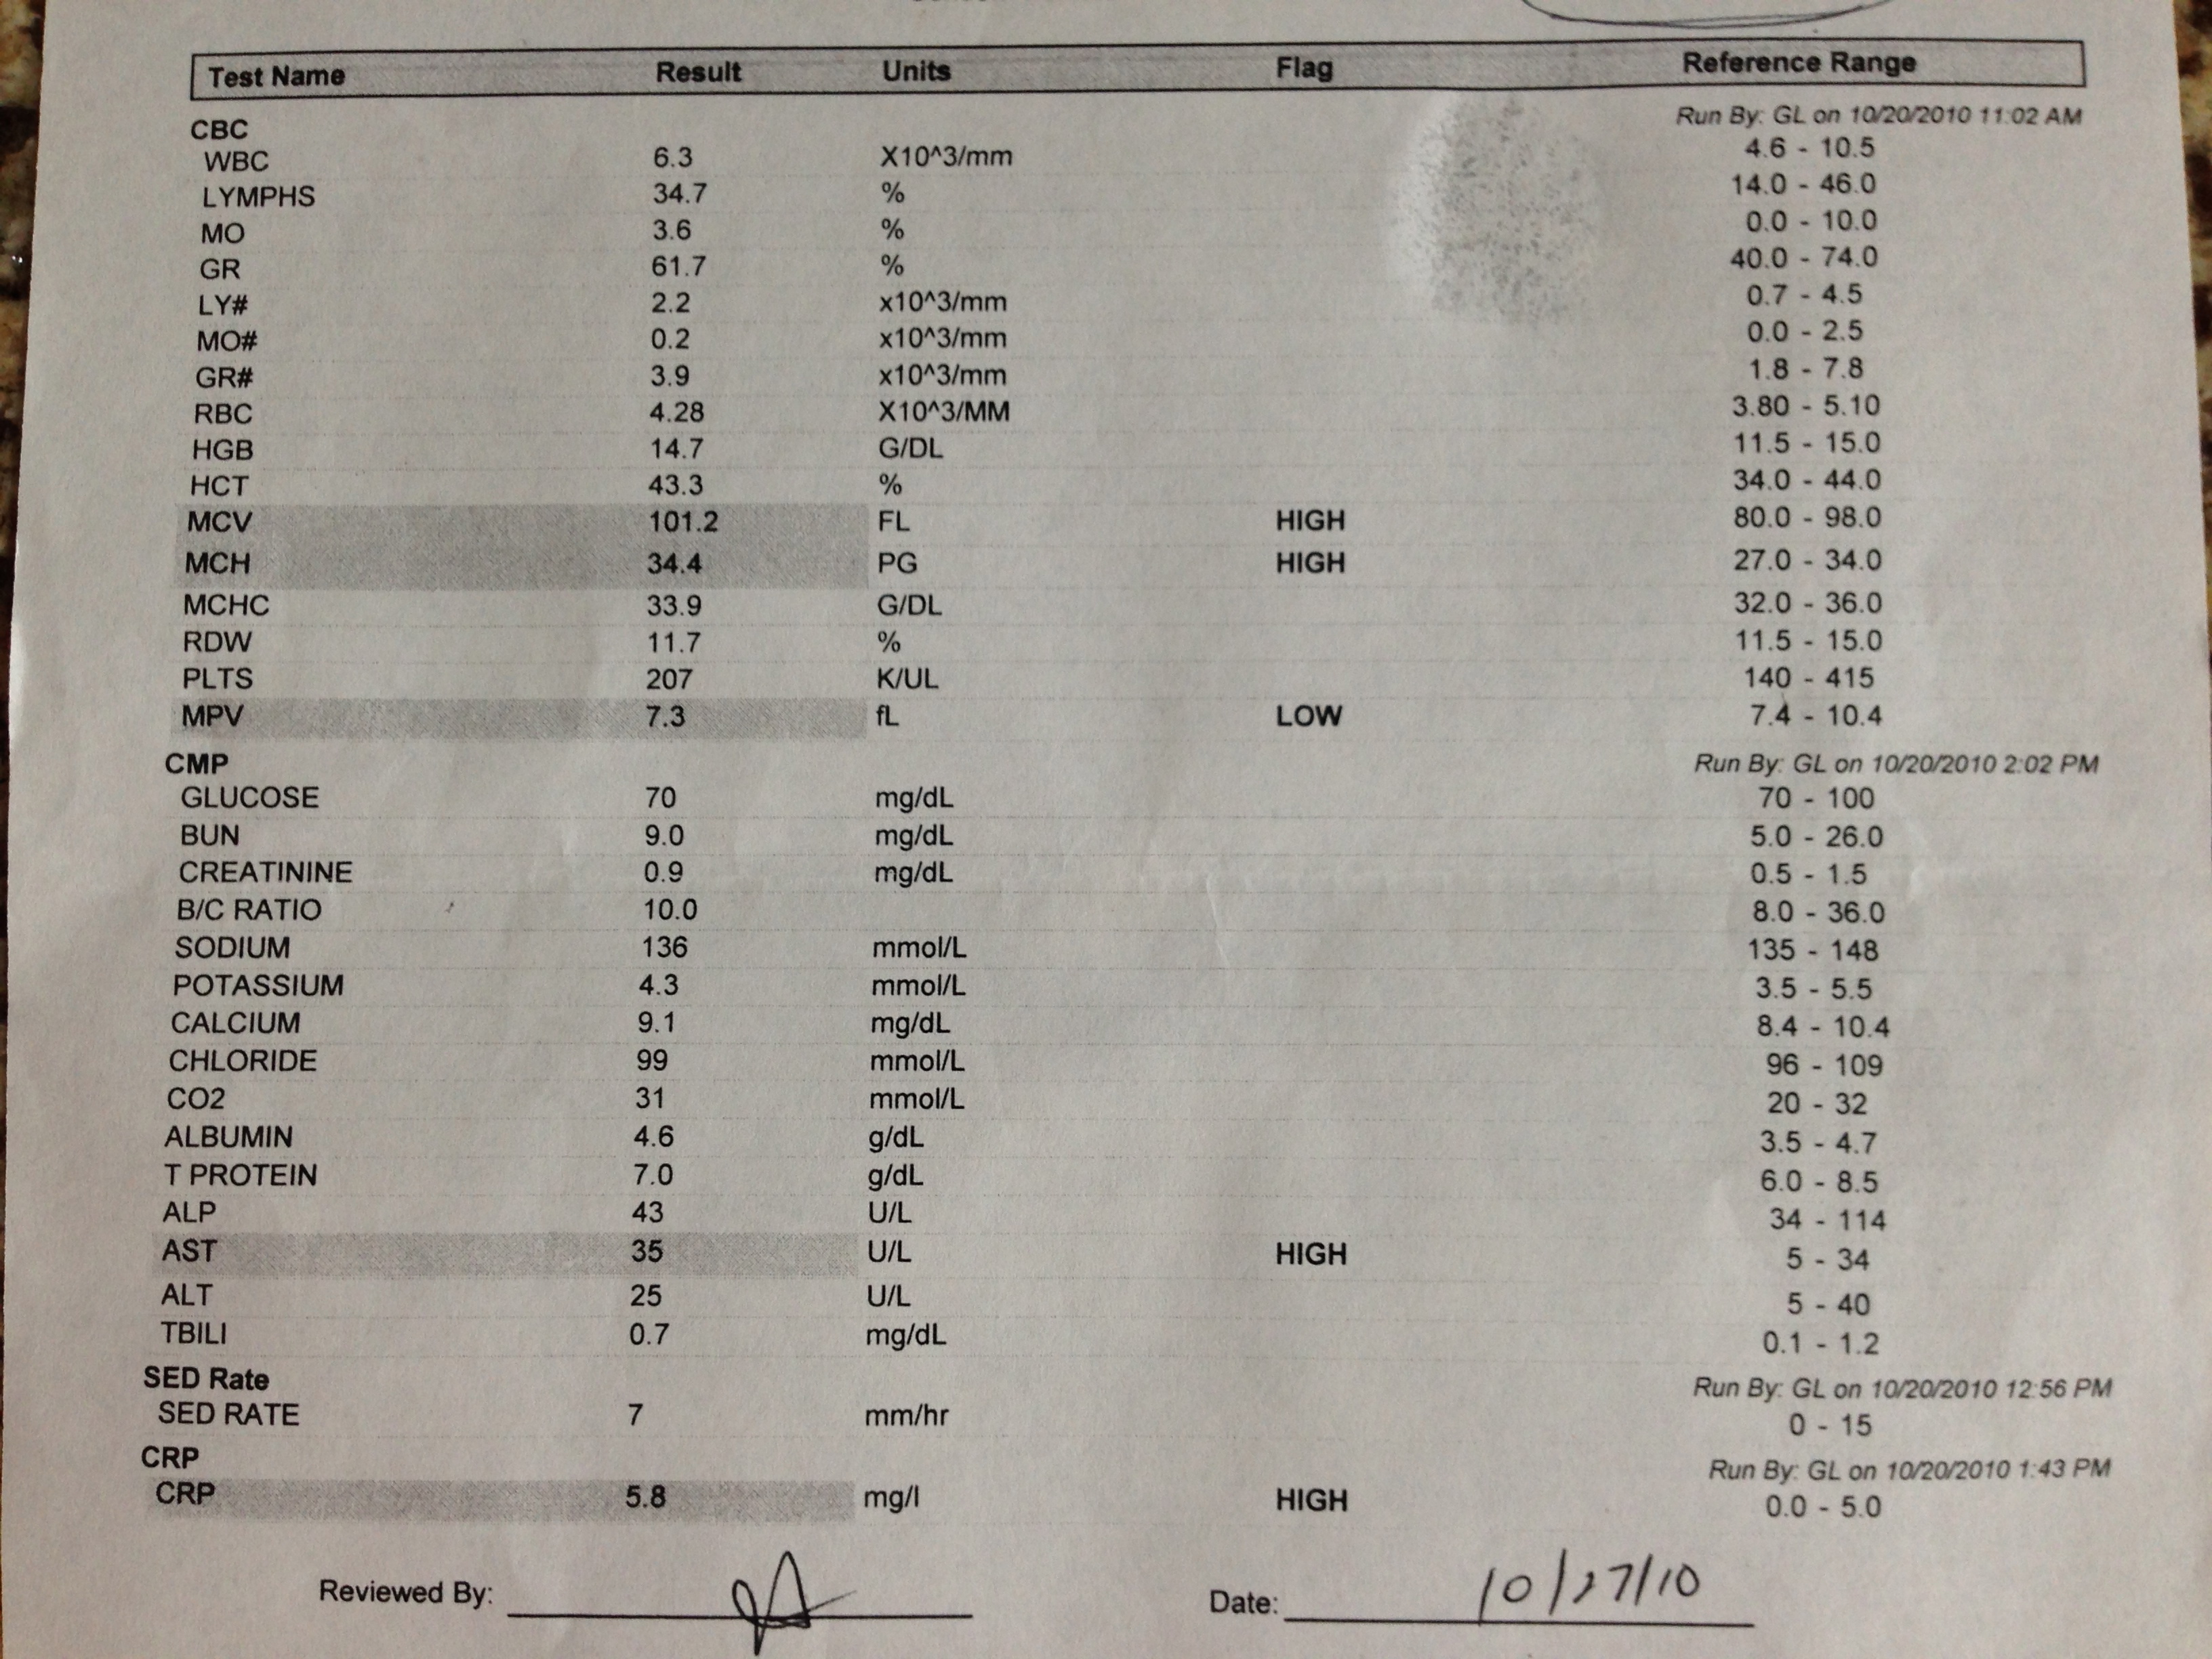 Test Name Result Units Flag Reference Range
CBC Run By: GL on 10/20/2010 11:02 AM
WBC 6.3 X10^3/mm 4.6 - 10.5
LYMPHS 34.7 % 14.0 - 46.0
MO 3.6 % 0.0 - 10.0
GR 61.7 % 40.0 - 74.0
LY# 2.2 x10^3/mm 0.7 - 4.5
MO# 0.2 x10^3/mm 0.0 - 2.5
GR# 3.9 x10^3/mm 1.8 - 7.8
RBC 4.28 X10^3/MM 3.80 - 5.10
HGB 14.7 G/DL 11.5 - 15.0
HCT 43.3 % 34.0 - 44.0
MCV 101.2 FL HIGH 80.0 - 98.0
MCH 34.4 PG HIGH 27.0 - 34.0
MCHC 33.9 G/DL 32.0 - 36.0
RDW 11.7 % 11.5 - 15.0
PLTS 207 K/UL 140 - 415
MPV 7.3 fL LOW 7.4 - 10.4
CMP Run By: GL on 10/20/2010 2:02 PM
GLUCOSE 70 mg/dL 70 - 100
BUN 9.0 mg/dL 5.0 - 26.0
CREATININE 0.9 mg/dL 0.5 - 1.5
B/C RATIO 10.0 8.0 - 36.0
SODIUM 136 mmol/L 135 - 148
POTASSIUM 4.3 mmol/L 3.5 - 5.5
CALCIUM 9.1 mg/dL 8.4 - 10.4
CHLORIDE 99 mmol/L 96 - 109
CO2 31 mmol/L 20 - 32
ALBUMIN 4.6 g/dL 3.5 - 4.7
T PROTEIN 7.0 g/dL 6.0 - 8.5
ALP 43 U/L 34 - 114
AST 35 U/L HIGH 5 - 34
ALT 25 U/L 5 - 40
TBILI 0.7 mg/dL 0.1 - 1.2
SED Rate Run By: GL on 10/20/2010 12:56 PM
SED RATE 7 mm/hr 0 - 15
CRP Run By: GL on 10/20/2010 1:43 PM
CRP 5.8 mg/l HIGH 0.0 - 5.0
Reviewed By: Date: 10/27/10